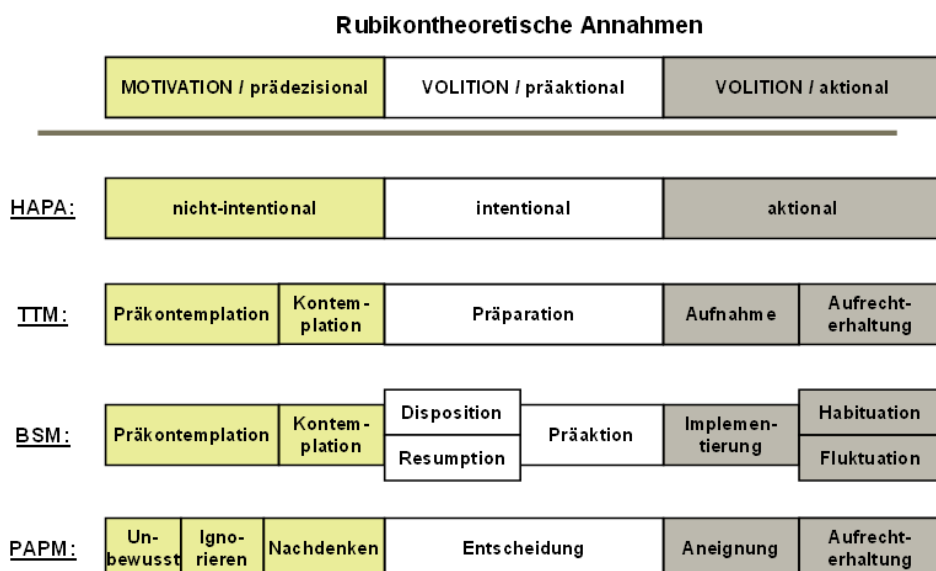 Rubikontheoretische Annahmen
MOTIVATION / prädezisional VOLITION / präaktional VOLITION / aktional
HAPA: nicht-intentional intentional aktional
TTM: Präkontemplation Kontem-
plation Präparation Aufnahme Aufrecht-
erhaltung
BSM: Präkontemplation Kontem-
plation Disposition
Resumption Präaktion Implemen-
tierung Habituation
Fluktuation
PAPM: Un-
bewusst Igno-
rieren Nachdenken Entscheidung Aneignung Aufrecht-
erhaltung